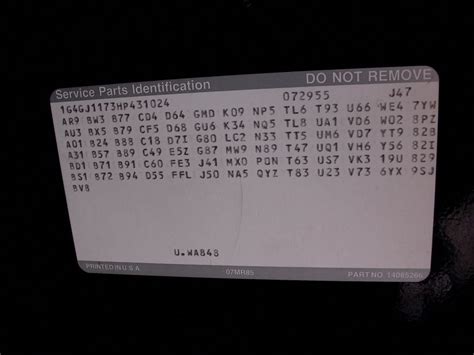 Service Parts Identification DO NOT REMOVE
1G4GJ1173HP431024 072955 J47
AR9 BW3 B77 CD4 D64 GMD K09 NP5 TL6 T93 U66 WE4 7YW
AU3 BX5 B79 CF5 D68 GU6 K34 NQ5 TL8 UA1 VD6 WO2 8PZ
A01 B24 B88 C18 D7I G80 LC2 N33 TT5 UM6 VD7 YT9 82B
A31 B57 B89 C49 E5Z G87 MW9 N89 T47 UQ1 VH6 Y56 82I
BD1 B71 B91 C60 FE3 J41 MX0 PQN T63 US7 VK3 19U 829
BS1 B72 B94 D55 FFL J50 NA5 QYZ T83 U23 V73 6YX 9SJ
BV8
U.WA848
PRINTED IN U S A 07MR85 PART NO. 14085266